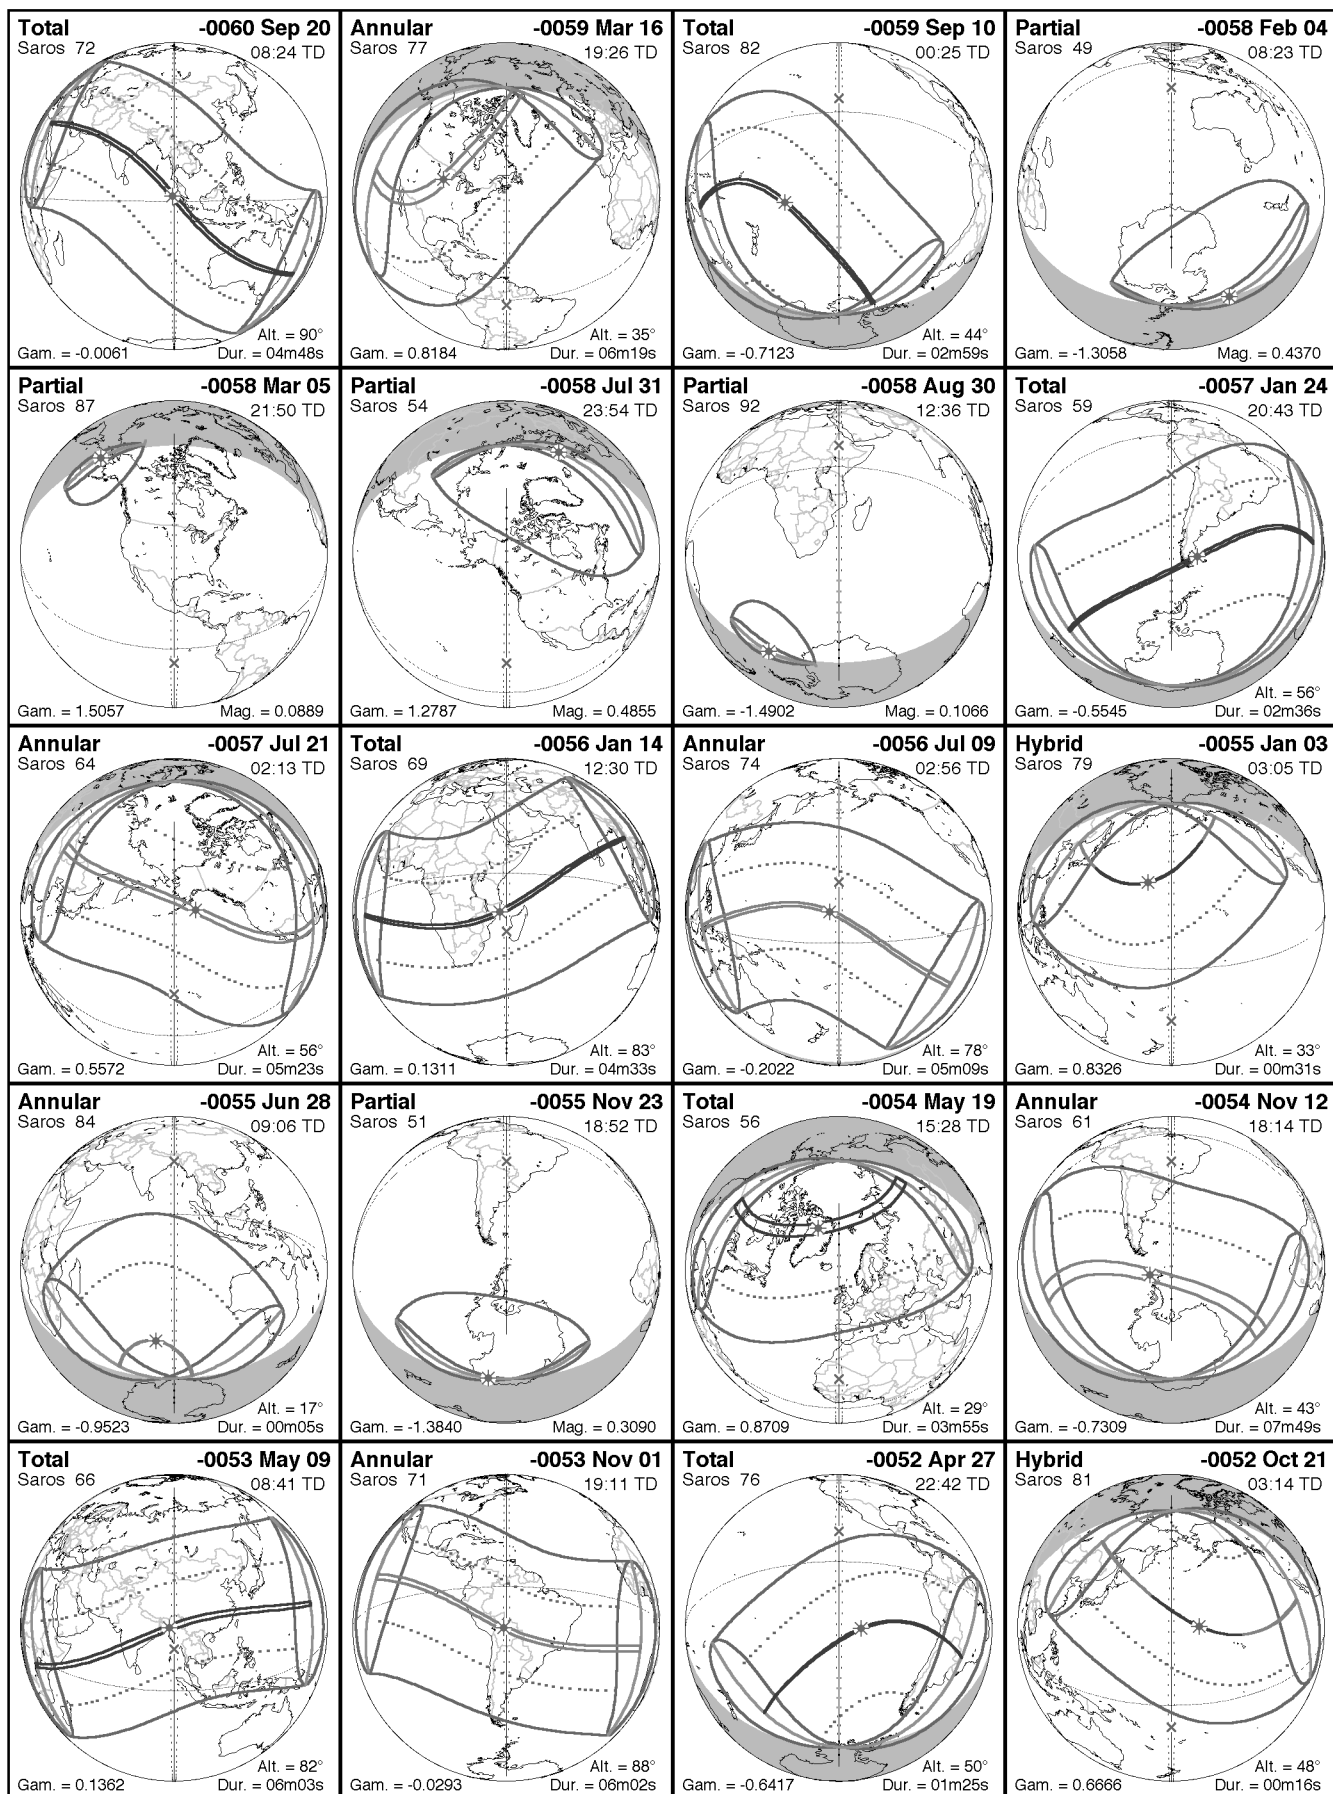 Total -0060 Sep 20
Saros 72 08:24 TD
Alt. = 90°
Gam. = -0.0061 Dur. = 04m48s
Annular -0059 Mar 16
Saros 77 19:26 TD
Alt. = 35°
Gam. = 0.8184 Dur. = 06m19s
Total -0059 Sep 10
Saros 82 00:25 TD
Alt. = 44°
Gam. = -0.7123 Dur. = 02m59s
Partial -0058 Feb 04
Saros 49 08:23 TD
Gam. = -1.3058 Mag. = 0.4370
Partial -0058 Mar 05
Saros 87 21:50 TD
Gam. = 1.5057 Mag. = 0.0889
Partial -0058 Jul 31
Saros 54 23:54 TD
Gam. = 1.2787 Mag. = 0.4855
Partial -0058 Aug 30
Saros 92 12:36 TD
Gam. = -1.4902 Mag. = 0.1066
Total -0057 Jan 24
Saros 59 20:43 TD
Alt. = 56°
Gam. = -0.5545 Dur. = 02m36s
Annular -0057 Jul 21
Saros 64 02:13 TD
Alt. = 56°
Gam. = 0.5572 Dur. = 05m23s
Total -0056 Jan 14
Saros 69 12:30 TD
Alt. = 83°
Gam. = 0.1311 Dur. = 04m33s
Annular -0056 Jul 09
Saros 74 02:56 TD
Alt. = 78°
Gam. = -0.2022 Dur. = 05m09s
Hybrid -0055 Jan 03
Saros 79 03:05 TD
Alt. = 33°
Gam. = 0.8326 Dur. = 00m31s
Annular -0055 Jun 28
Saros 84 09:06 TD
Alt. = 17°
Gam. = -0.9523 Dur. = 00m05s
Partial -0055 Nov 23
Saros 51 18:52 TD
Gam. = -1.3840 Mag. = 0.3090
Total -0054 May 19
Saros 56 15:28 TD
Alt. = 29°
Gam. = 0.8709 Dur. = 03m55s
Annular -0054 Nov 12
Saros 61 18:14 TD
Alt. = 43°
Gam. = -0.7309 Dur. = 07m49s
Total -0053 May 09
Saros 66 08:41 TD
Alt. = 82°
Gam. = 0.1362 Dur. = 06m03s
Annular -0053 Nov 01
Saros 71 19:11 TD
Alt. = 88°
Gam. = -0.0293 Dur. = 06m02s
Total -0052 Apr 27
Saros 76 22:42 TD
Alt. = 50°
Gam. = -0.6417 Dur. = 01m25s
Hybrid -0052 Oct 21
Saros 81 03:14 TD
Alt. = 48°
Gam. = 0.6666 Dur. = 00m16s